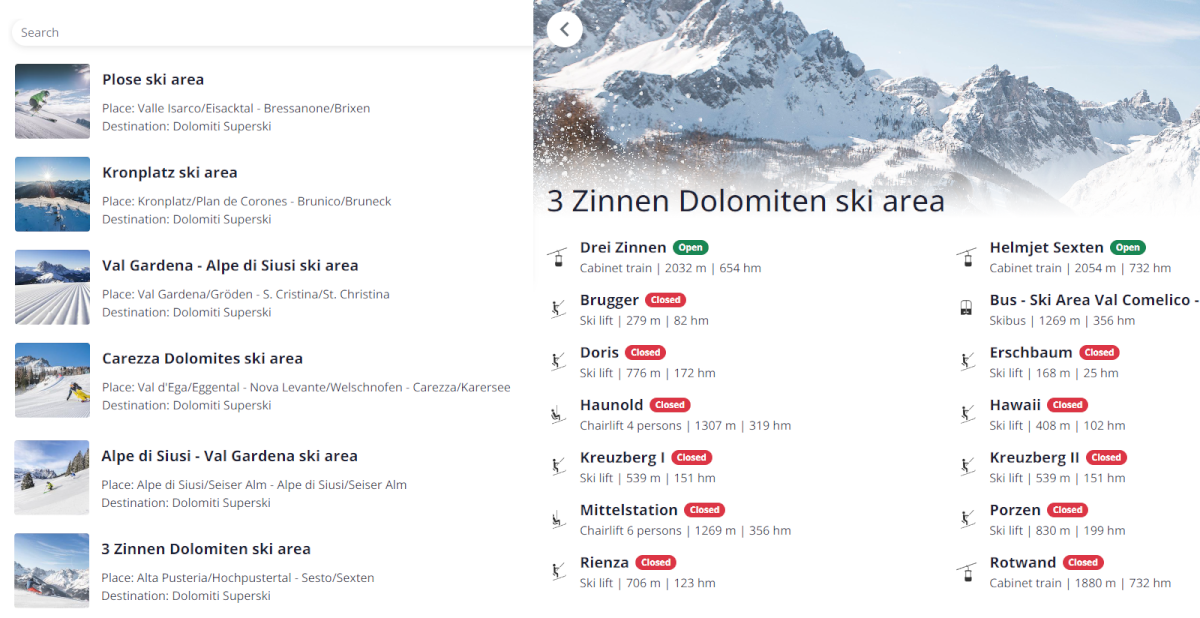 Search
Plose ski area
Place: Valle Isarco/Eisacktal - Bressanone/Brixen
Destination: Dolomiti Superski
Kronplatz ski area
Place: Kronplatz/Plan de Corones - Brunico/Bruneck
Destination: Dolomiti Superski
Val Gardena - Alpe di Siusi ski area
Place: Val Gardena/Gröden - S. Cristina/St. Christina
Destination: Dolomiti Superski
Carezza Dolomites ski area
Place: Val d'Ega/Eggental - Nova Levante/Welschnofen - Carezza/Karersee
Destination: Dolomiti Superski
Alpe di Siusi - Val Gardena ski area
Place: Alpe di Siusi/Seiser Alm - Alpe di Siusi/Seiser Alm
Destination: Dolomiti Superski
3 Zinnen Dolomiten ski area
Place: Alta Pusteria/Hochpustertal - Sesto/Sexten
Destination: Dolomiti Superski
3 Zinnen Dolomiten ski area
Drei Zinnen Open
Cabinet train | 2032 m | 654 hm
Brugger Closed
Ski lift | 279 m | 82 hm
Doris Closed
Ski lift | 776 m | 172 hm
Haunold Closed
Chairlift 4 persons | 1307 m | 319 hm
Kreuzberg I Closed
Ski lift | 539 m | 151 hm
Mittelstation Closed
Chairlift 6 persons | 1269 m | 356 hm
Rienza Closed
Ski lift | 706 m | 123 hm
Helmjet Sexten Open
Cabinet train | 2054 m | 732 hm
Bus - Ski Area Val Comelico -
Skibus | 1269 m | 356 hm
Erschbaum Closed
Ski lift | 168 m | 25 hm
Hawaii Closed
Ski lift | 408 m | 102 hm
Kreuzberg II Closed
Ski lift | 539 m | 151 hm
Porzen Closed
Ski lift | 830 m | 199 hm
Rotwand Closed
Cabinet train | 1880 m | 732 hm